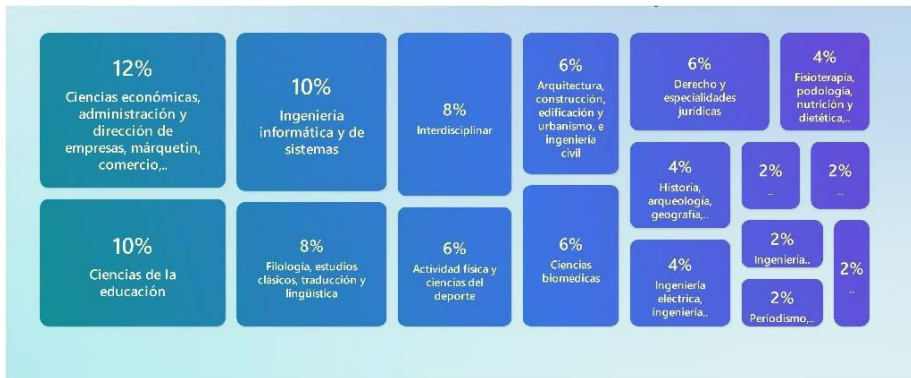 12%
Ciencias económicas,
administración y
dirección de
empresas, márquetin,
comercio,..
10%
Ciencias de la
educación
10%
Ingeniería
informática y de
sistemas
8%
Filología, estudios
clásicos, traducción y
lingüística
8%
Interdisciplinar
6%
Actividad física y
ciencias del
deporte
6%
Arquitectura,
construcción,
edificación y
urbanismo, e
ingeniería
civil
6%
Ciencias
biomédicas
6%
Derecho y
especialidades
jurídicas
4%
Historia,
arqueología,
geografía,..
4%
Ingeniería
eléctrica,
ingeniería..
4%
Fisioterapia,
podología,
nutrición y
dietética,..
2%
..
2%
..
2%
Ingeniería..
2%
Periodismo,..
2%
..